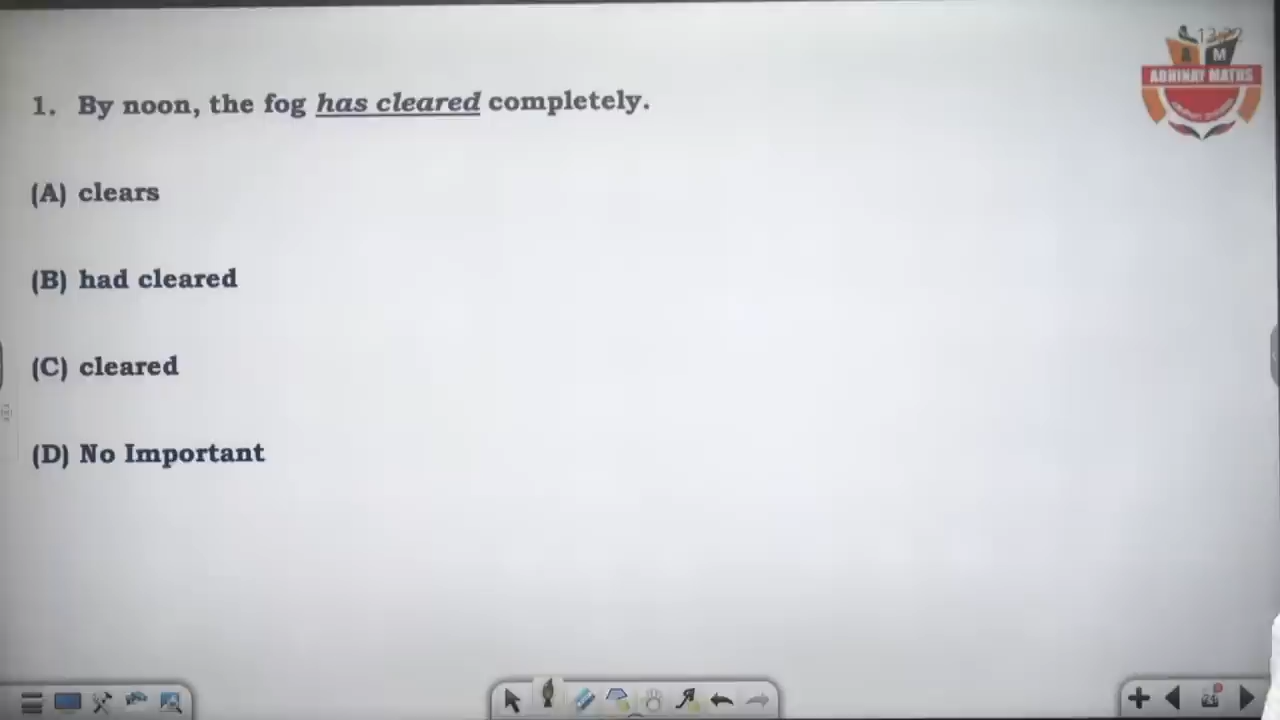 1. By noon, the fog has cleared completely.
(A) clears
(B) had cleared
(C) cleared
(D) No Important
A M
ABHINAY MATHS